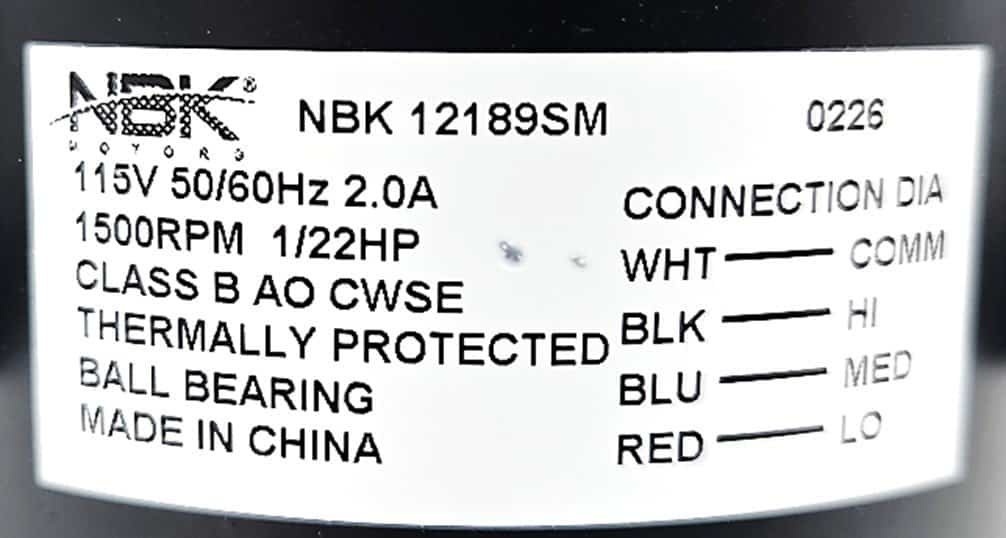 NBK®
MOTORS
NBK 12189SM 0226
115V 50/60Hz 2.0A
1500RPM 1/22HP
CLASS B AO CWSE
THERMALLY PROTECTED
BALL BEARING
MADE IN CHINA
CONNECTION DIA
WHT COMM
BLK HI
BLU MED
RED LO